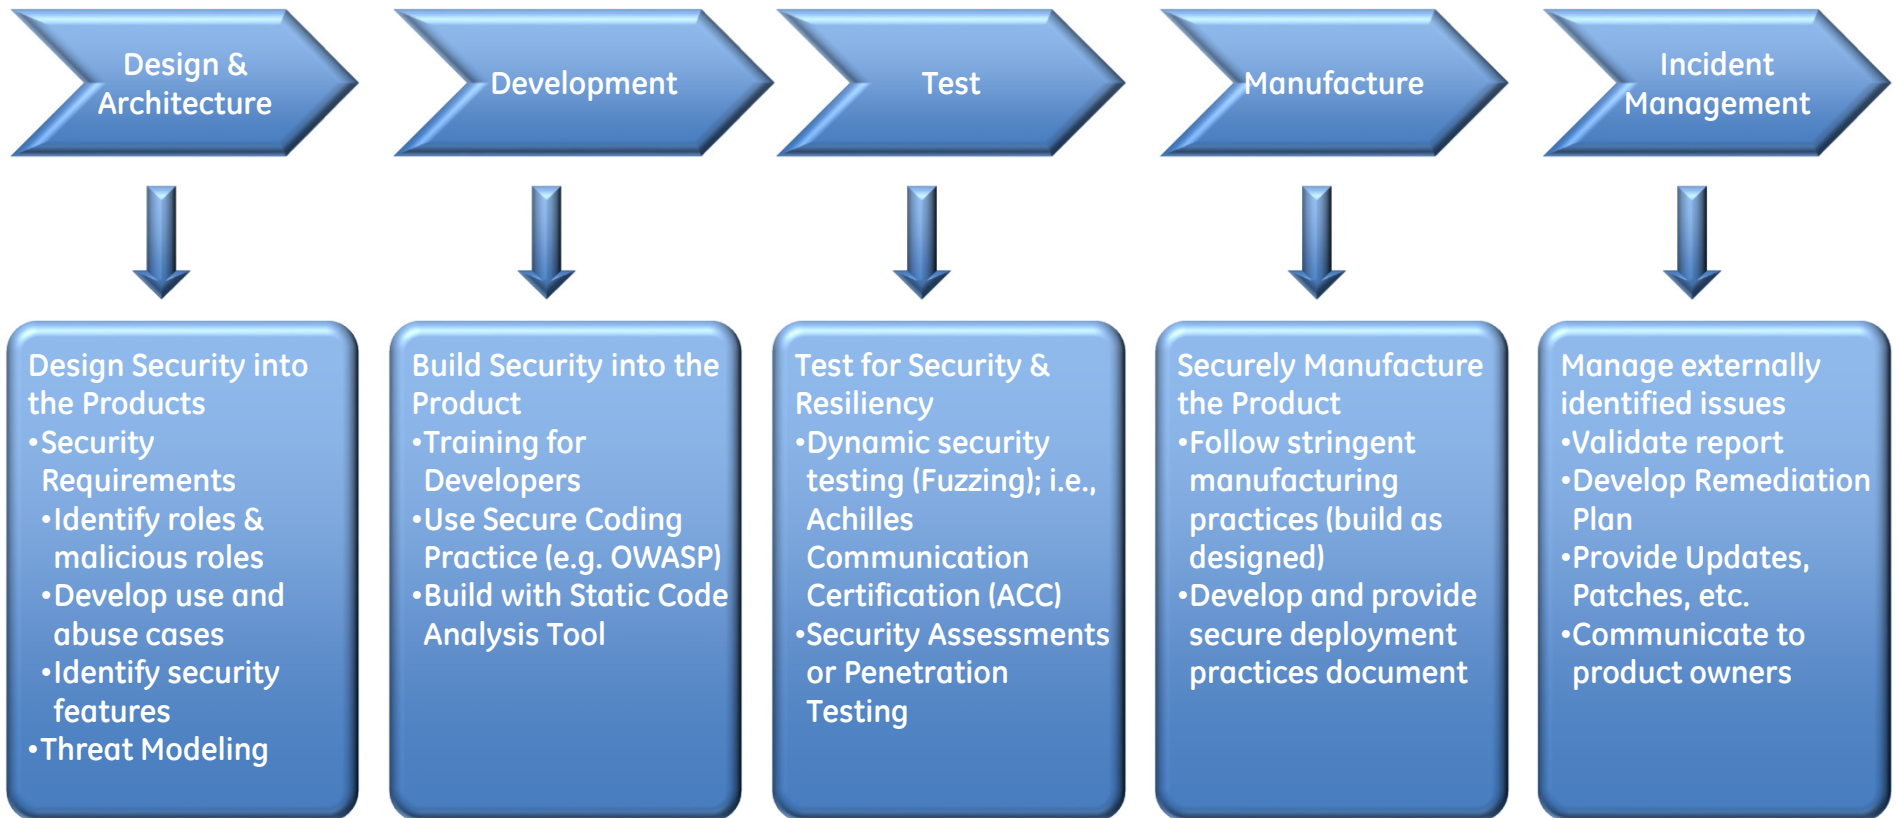 Design &
Architecture
Development
Test
Manufacture
Incident
Management
Design Security into
the Products
•Security
Requirements
•Identify roles &
malicious roles
•Develop use and
abuse cases
•Identify security
features
•Threat Modeling
Build Security into the
Product
•Training for
Developers
•Use Secure Coding
Practice (e.g. OWASP)
•Build with Static Code
Analysis Tool
Test for Security &
Resiliency
•Dynamic security
testing (Fuzzing); i.e.,
Achilles
Communication
Certification (ACC)
•Security Assessments
or Penetration
Testing
Securely Manufacture
the Product
•Follow stringent
manufacturing
practices (build as
designed)
•Develop and provide
secure deployment
practices document
Manage externally
identified issues
•Validate report
•Develop Remediation
Plan
•Provide Updates,
Patches, etc.
•Communicate to
product owners